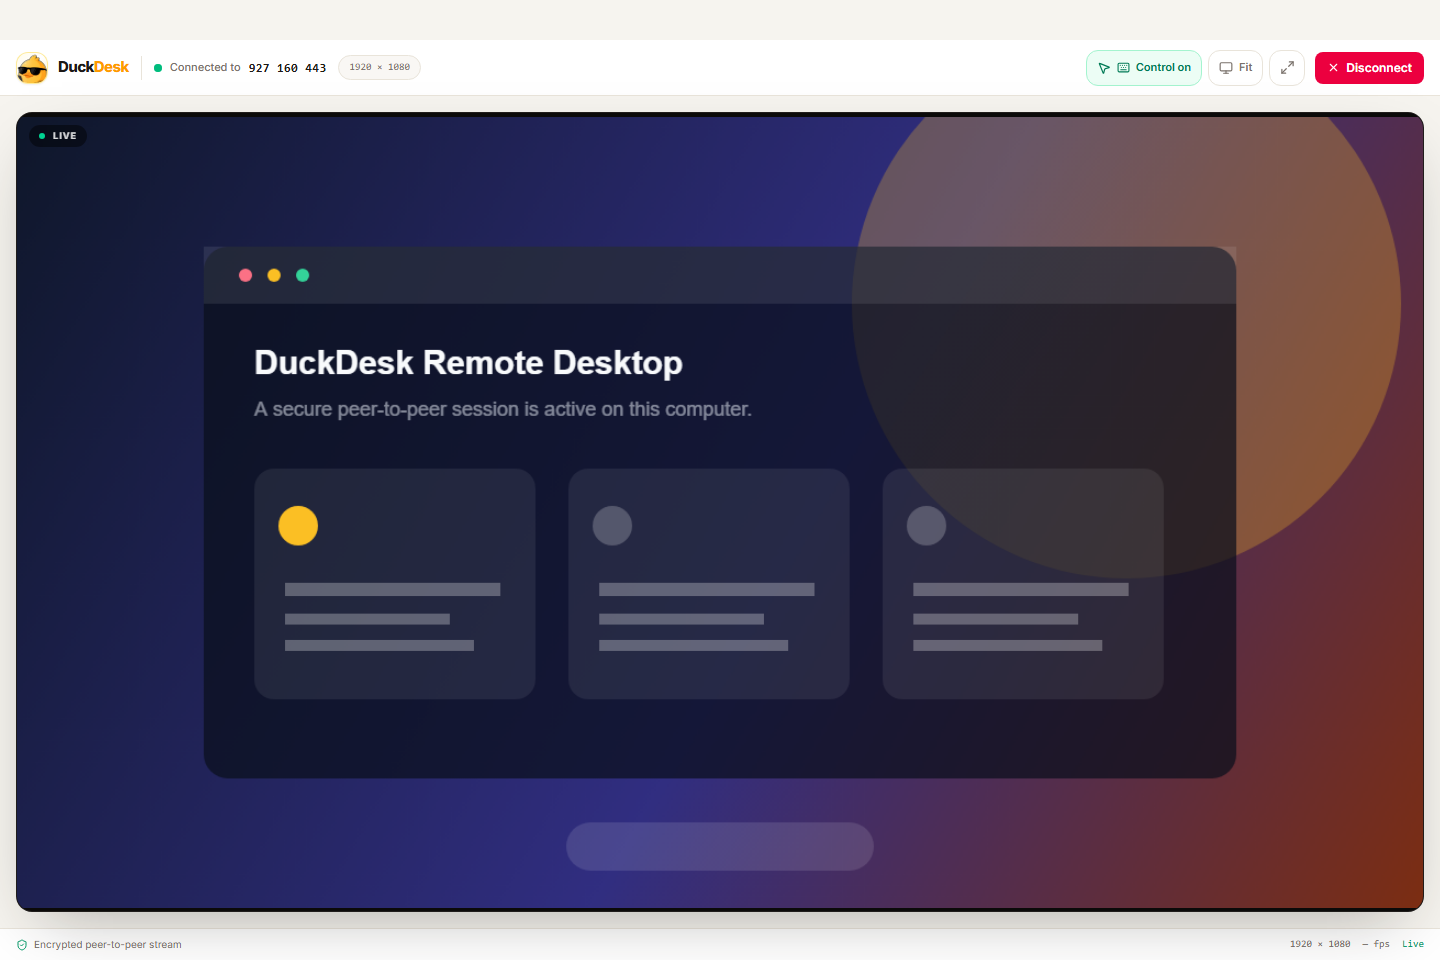 DuckDesk Connected to 927 160 443 1920 × 1080 Control on Fit Disconnect
LIVE
DuckDesk Remote Desktop
A secure peer-to-peer session is active on this computer.
Encrypted peer-to-peer stream 1920 × 1080 — fps Live